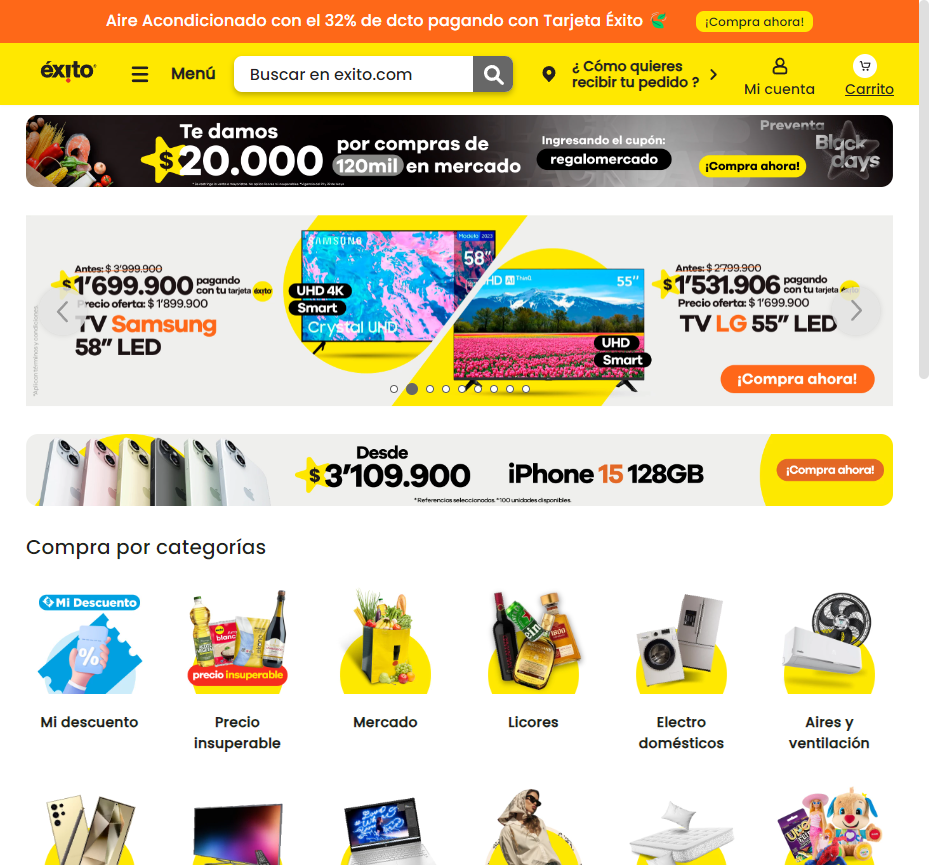 Aire Acondicionado con el 32% de dcto pagando con Tarjeta Éxito
¡Compra ahora!
éxito
Menú
Buscar en exito.com
¿ Cómo quieres
recibir tu pedido ?
Mi cuenta
Carrito
Te damos
$20.000
por compras de
120mil en mercado
Ingresando el cupón:
regalomercado
Preventa
Black
days
¡Compra ahora!
Antes: $ 3'999.900
$1'699.900 pagando
con tu tarjeta éxito
Precio oferta: $ 1'899.900
TV Samsung
58" LED
SAMSUNG
Modelo 2023
58"
UHD 4K
Smart
Crystal UHD
UHD AI ThinQ
55"
UHD
Smart
Antes: $ 2'799.900
$1'531.906 pagando
con tu tarjeta
Precio oferta: $ 1'699.900
TV LG 55" LED
¡Compra ahora!
Desde
$3'109.900
iPhone 15 128GB
*Referencias seleccionadas. *100 unidades disponibles.
¡Compra ahora!
Compra por categorías
Mi Descuento
%
precio insuperable
Mi descuento
Precio
insuperable
Mercado
Licores
Electro
domésticos
Aires y
ventilación